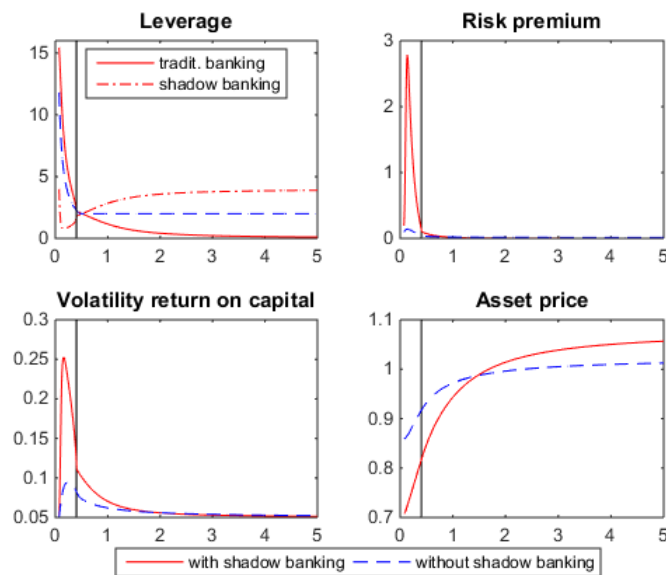 Leverage
15
10
5
0
0 1 2 3 4 5
tradit. banking
shadow banking
Risk premium
3
2
1
0
0 1 2 3 4 5
Volatility return on capital
0.3
0.25
0.2
0.15
0.1
0.05
0 1 2 3 4 5
Asset price
1.1
1
0.9
0.8
0.7
0 1 2 3 4 5
with shadow banking without shadow banking